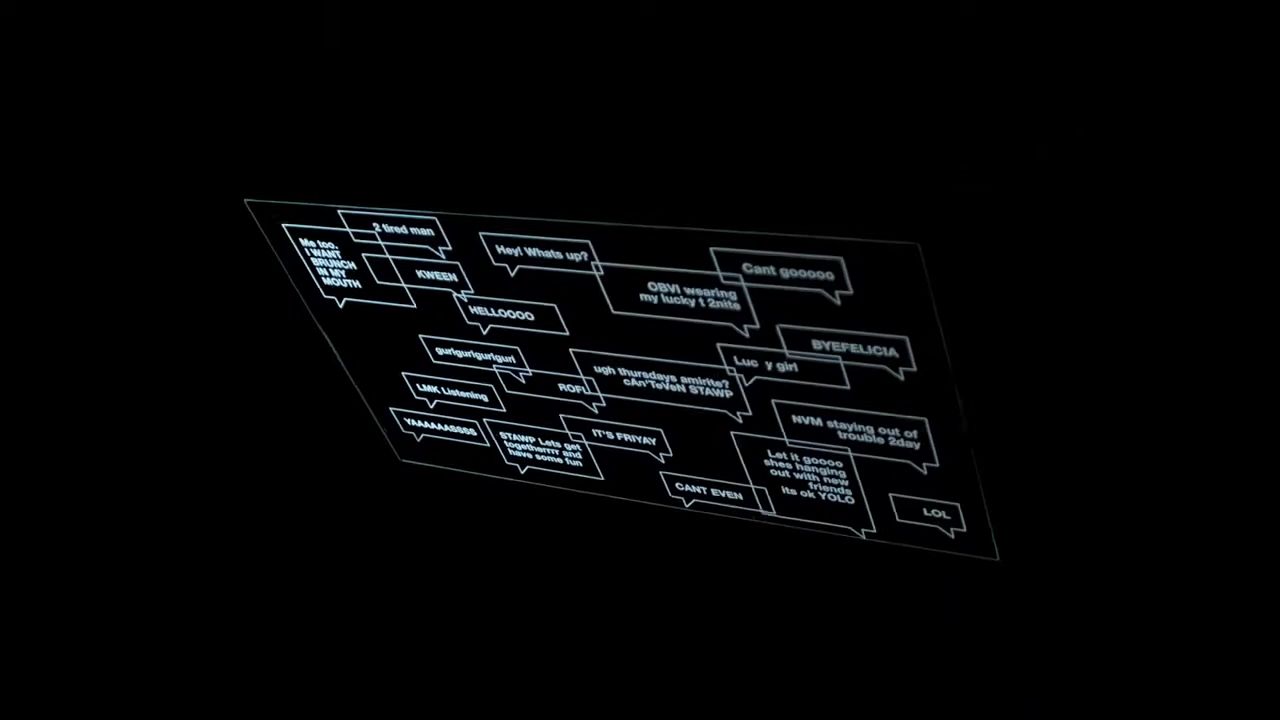 2 tired man
Me too.
I WANT
BRUNCH
IN MY
MOUTH
KWEEN
Hey! Whats up?
Cant gooooo
OBVI wearing
my lucky t 2nite
HELLOOOO
BYEFELICIA
gurlgurlgurlgurl
Luc y girl
ugh thursdays amirite?
cAn'TeVeN STAWP
ROFL
LMK Listening
NVM staying out of
trouble 2day
YAAAAAASSSS
STAWP Lets get
togetherrrr and
have some fun
IT'S FRIYAY
Let it goooo
shes hanging
out with new
friends
its ok YOLO
CANT EVEN
LOL